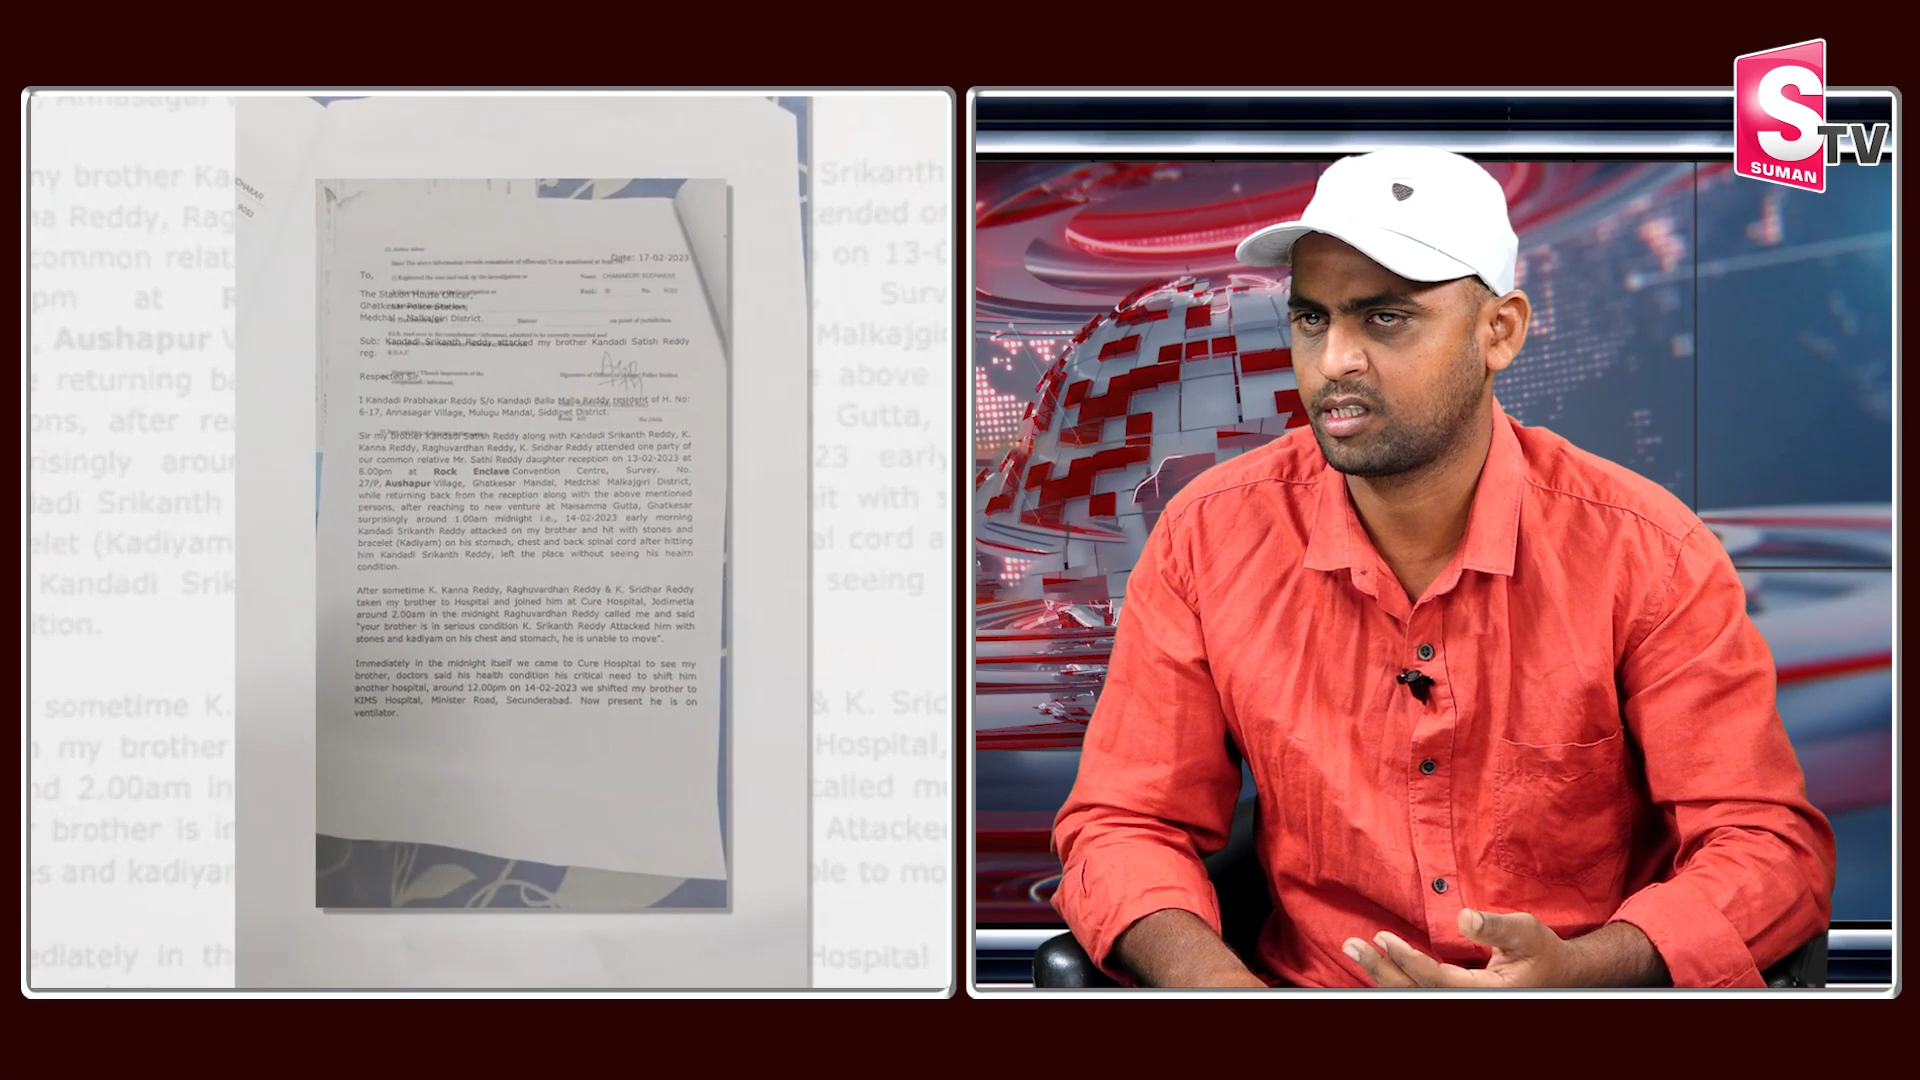 S
TV
SUMAN
Date: 17-02-2023
To,
The Station House Officer,
Ghatkesar Police Station,
Medchal - Malkajgiri District.
Sub: Kandadi Srikanth Reddy attacked my brother Kandadi Satish Reddy
reg.
Respected Sir
I Kandadi Prabhakar Reddy S/o Kandadi Balla Malla Reddy resident of H. No:
6-17, Annasagar Village, Mulugu Mandal, Siddipet District.
Sir my brother Kandadi Satish Reddy along with Kandadi Srikanth Reddy, K.
Kanna Reddy, Raghuvardhan Reddy, K. Sridhar Reddy attended one party of
our common relative Mr. Sathi Reddy daughter reception on 13-02-2023 at
8.00pm at Rock Enclave Convention Centre, Survey. No.
27/P, Aushapur Village, Ghatkesar Mandal, Medchal Malkajgiri District,
while returning back from the reception along with the above mentioned
persons, after reaching to new venture at Maisamma Gutta, Ghatkesar
surprisingly around 1.00am midnight i.e., 14-02-2023 early morning
Kandadi Srikanth Reddy attacked on my brother and hit with stones and
bracelet (Kadiyam) on his stomach, chest and back spinal cord after hitting
him Kandadi Srikanth Reddy, left the place without seeing his health
condition.
After sometime K. Kanna Reddy, Raghuvardhan Reddy & K. Sridhar Reddy
taken my brother to Hospital and joined him at Cure Hospital, Jodimetla
around 2.00am in the midnight Raghuvardhan Reddy called me and said
"your brother is in serious condition K. Srikanth Reddy Attacked him with
stones and kadiyam on his chest and stomach, he is unable to move".
Immediately in the midnight itself we came to Cure Hospital to see my
brother, doctors said his health condition his critical need to shift him
another hospital, around 12.00pm on 14-02-2023 we shifted my brother to
KIMS Hospital, Minister Road, Secunderabad. Now present he is on
ventilator.